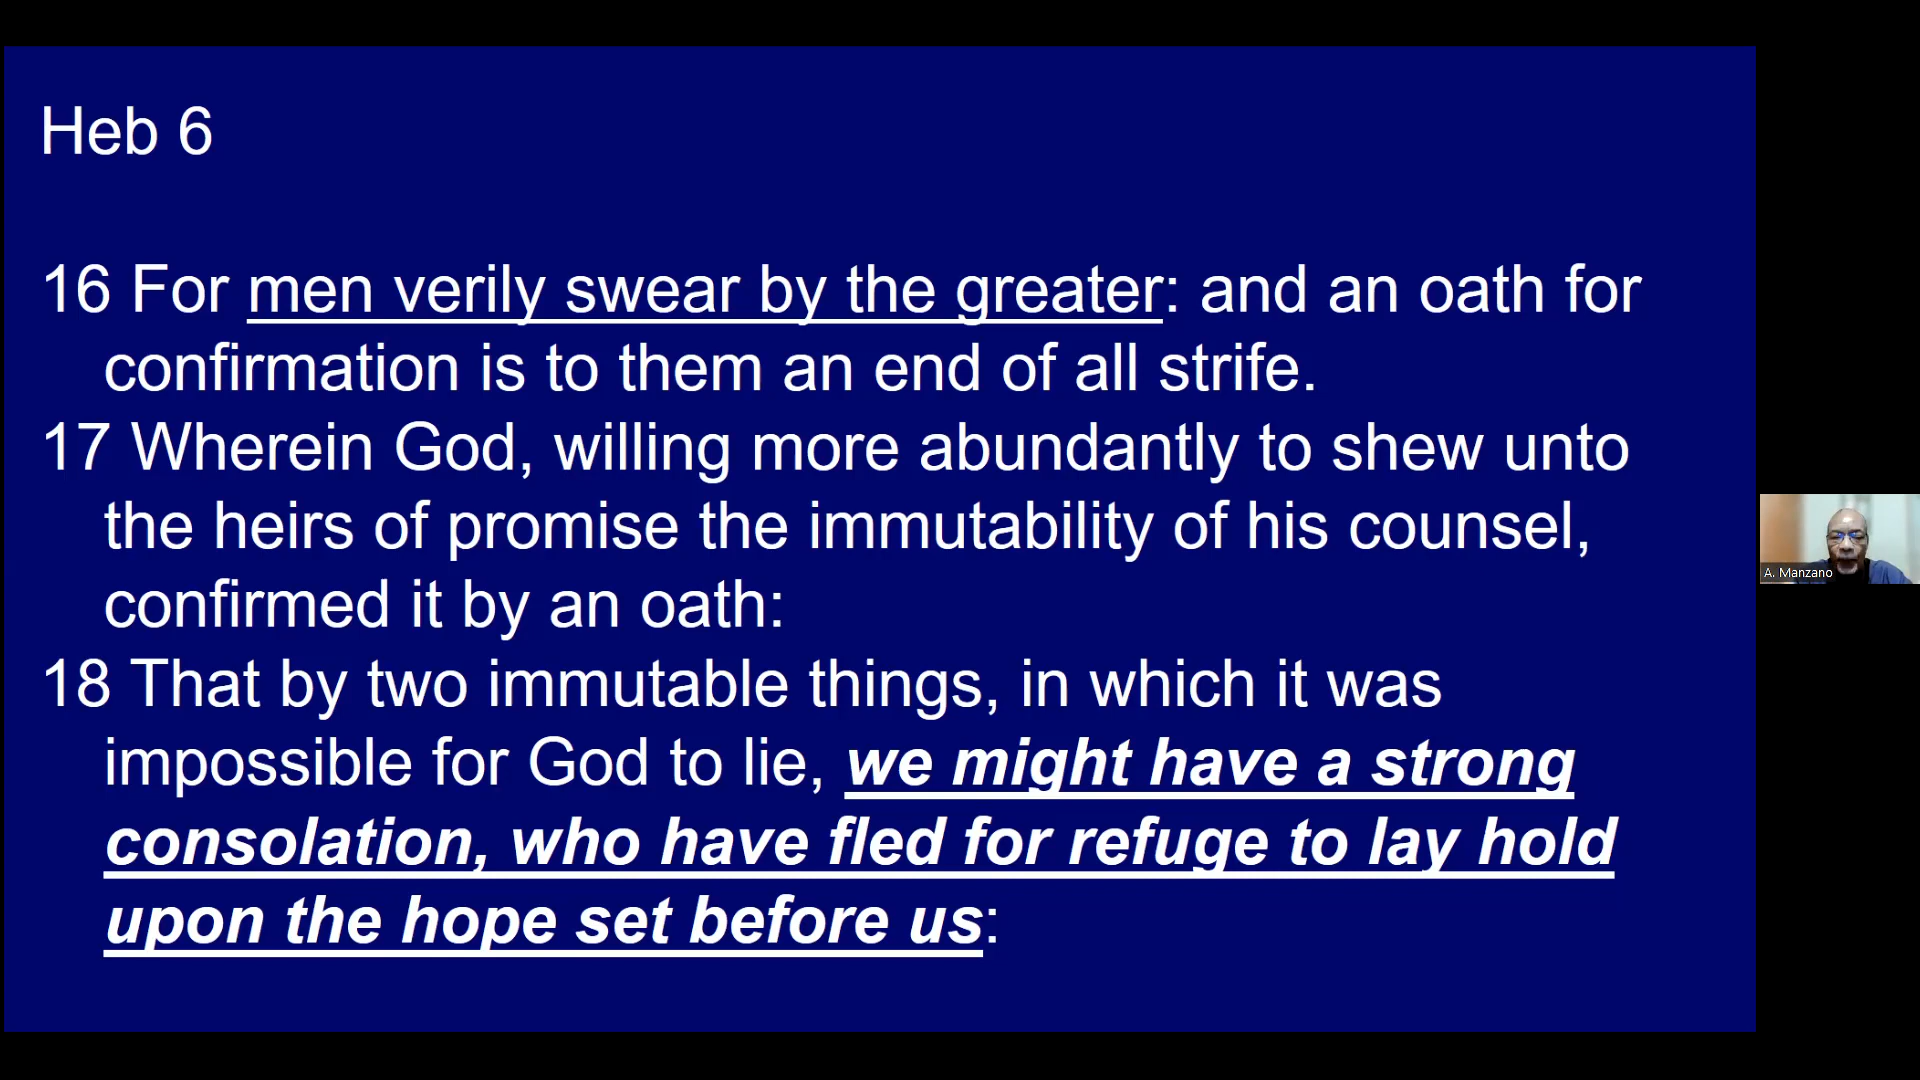 Heb 6
16 For men verily swear by the greater: and an oath for
confirmation is to them an end of all strife.
17 Wherein God, willing more abundantly to shew unto
the heirs of promise the immutability of his counsel,
confirmed it by an oath:
18 That by two immutable things, in which it was
impossible for God to lie, we might have a strong
consolation, who have fled for refuge to lay hold
upon the hope set before us:
A. Manzano